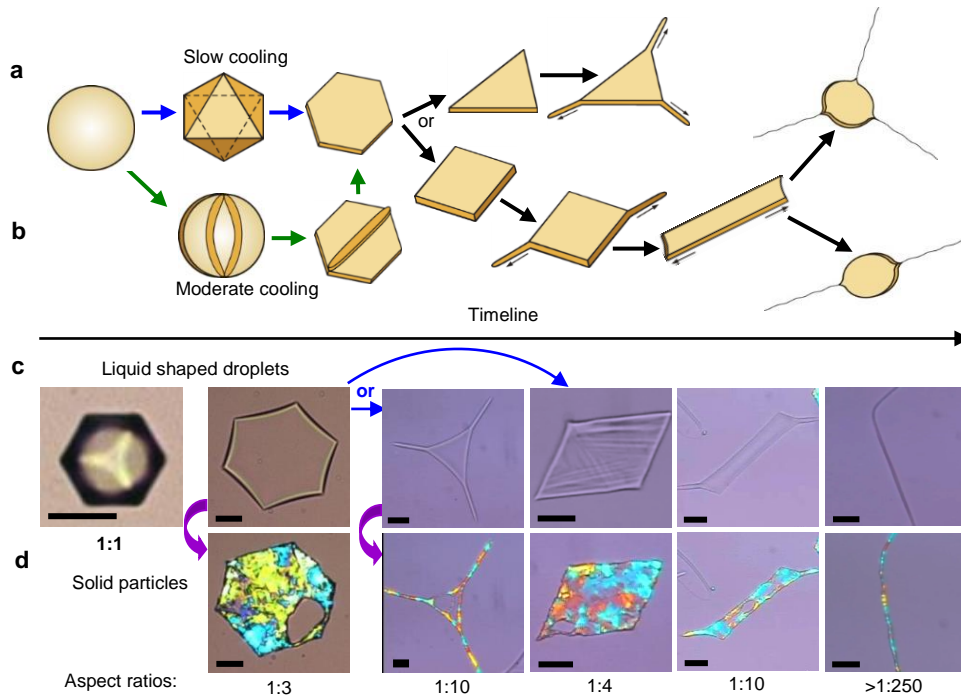 Slow cooling
a
or
b
Moderate cooling
Timeline
c
Liquid shaped droplets
or
1:1
d
Solid particles
Aspect ratios:
1:3
1:10
1:4
1:10
>1:250